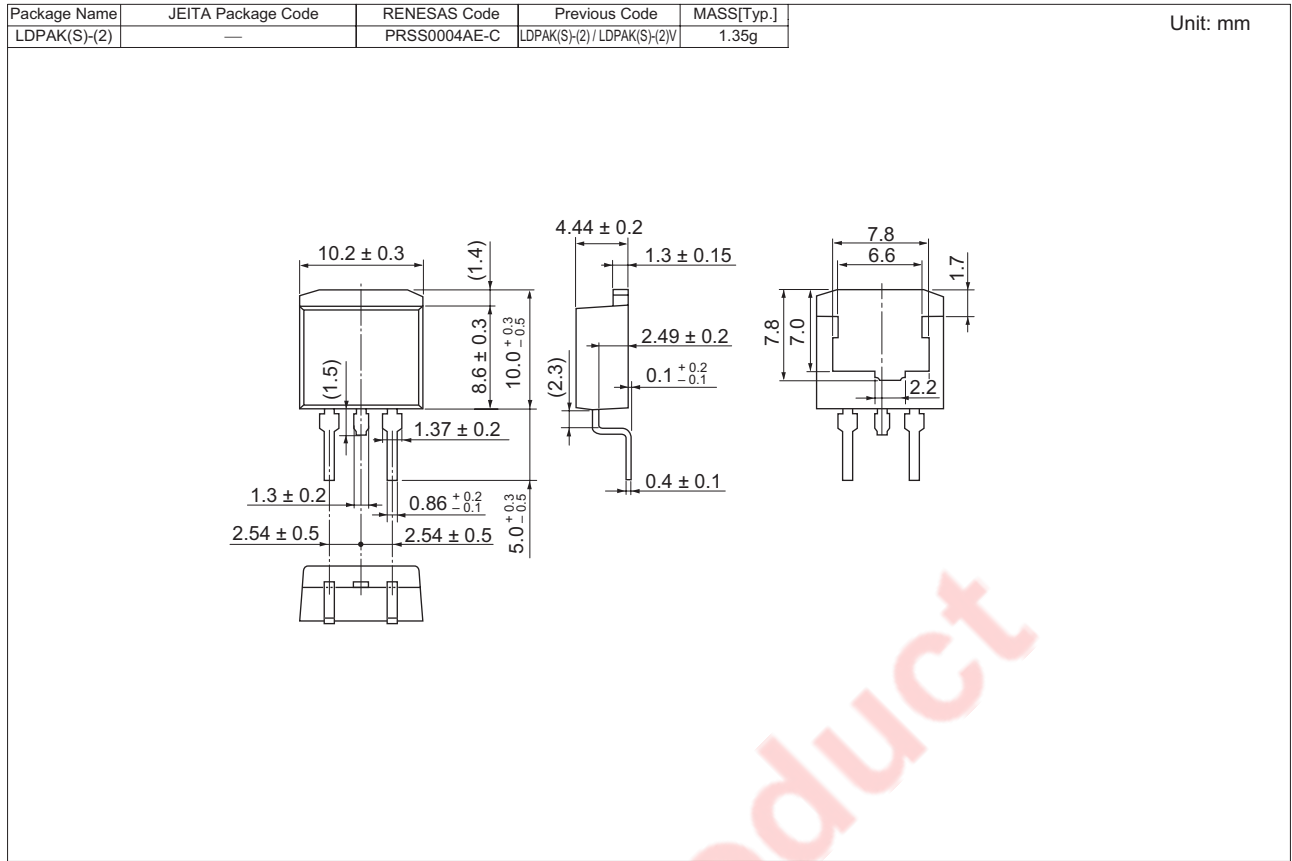 Package Name JEITA Package Code RENESAS Code Previous Code MASS[Typ.]
LDPAK(S)-(2) — PRSS0004AE-C LDPAK(S)-(2) / LDPAK(S)-(2)V 1.35g
Unit: mm
10.2 ± 0.3
(1.4)
8.6 ± 0.3
10.0 + 0.3 – 0.5
(1.5)
1.37 ± 0.2
1.3 ± 0.2
0.86 + 0.2 – 0.1
2.54 ± 0.5
2.54 ± 0.5
5.0 + 0.3 – 0.5
4.44 ± 0.2
1.3 ± 0.15
2.49 ± 0.2
(2.3)
0.1 + 0.2 – 0.1
0.4 ± 0.1
7.8
6.6
1.7
7.8
7.0
2.2